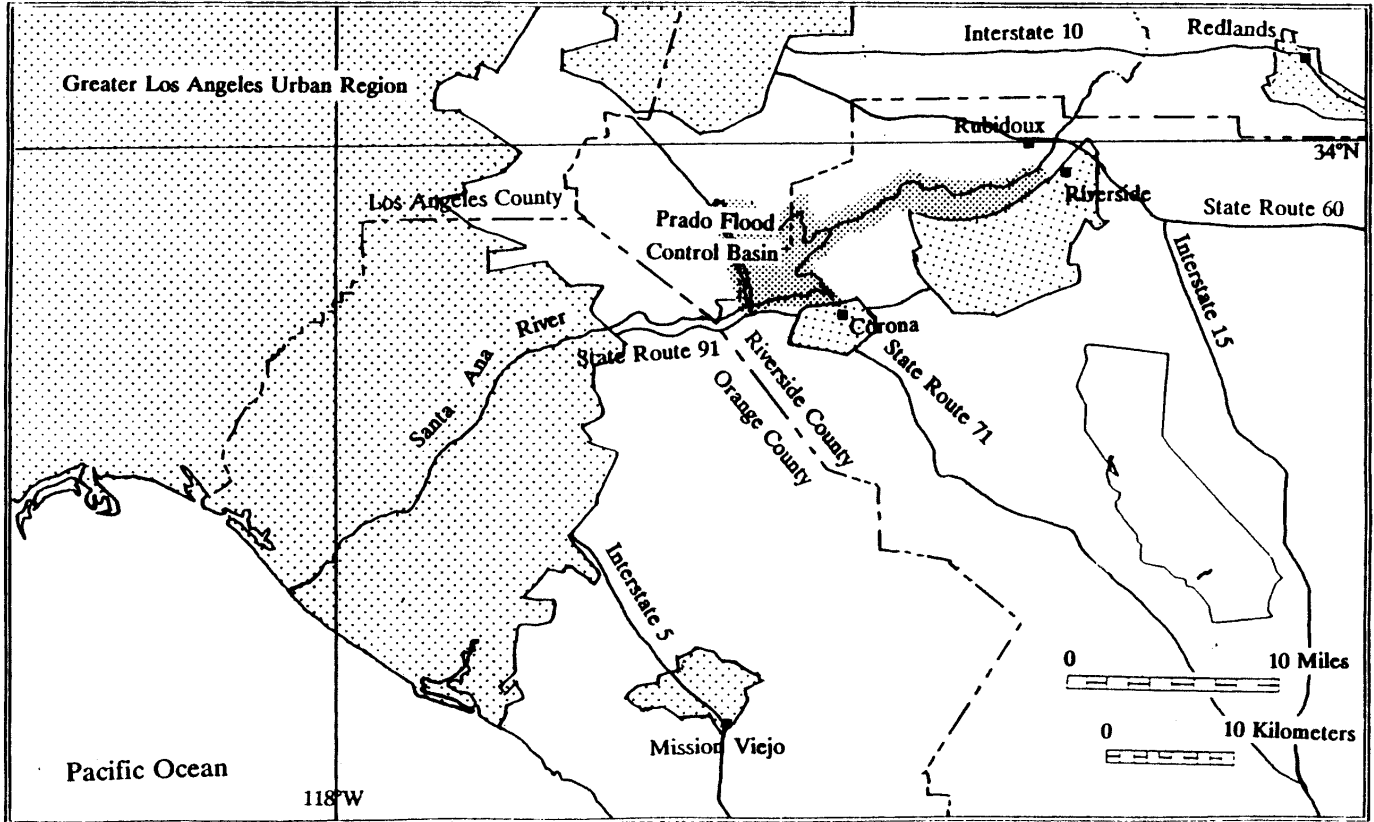 Interstate 10
Redlands
Greater Los Angeles Urban Region
Rubidoux
34°N
Los Angeles County
Riverside
State Route 60
Prado Flood
Control Basin
Interstate 15
Santa Ana River
State Route 91
Corona
Riverside County
Orange County
State Route 71
Interstate 5
0 10 Miles
0 10 Kilometers
Mission Viejo
Pacific Ocean
118°W